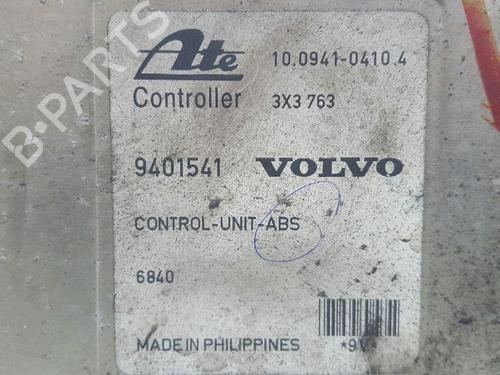 B-PARTS
Ate 10.0941-0410.4
Controller 3X3 763
9401541 VOLVO
CONTROL-UNIT-ABS
6840
MADE IN PHILIPPINES *9V*